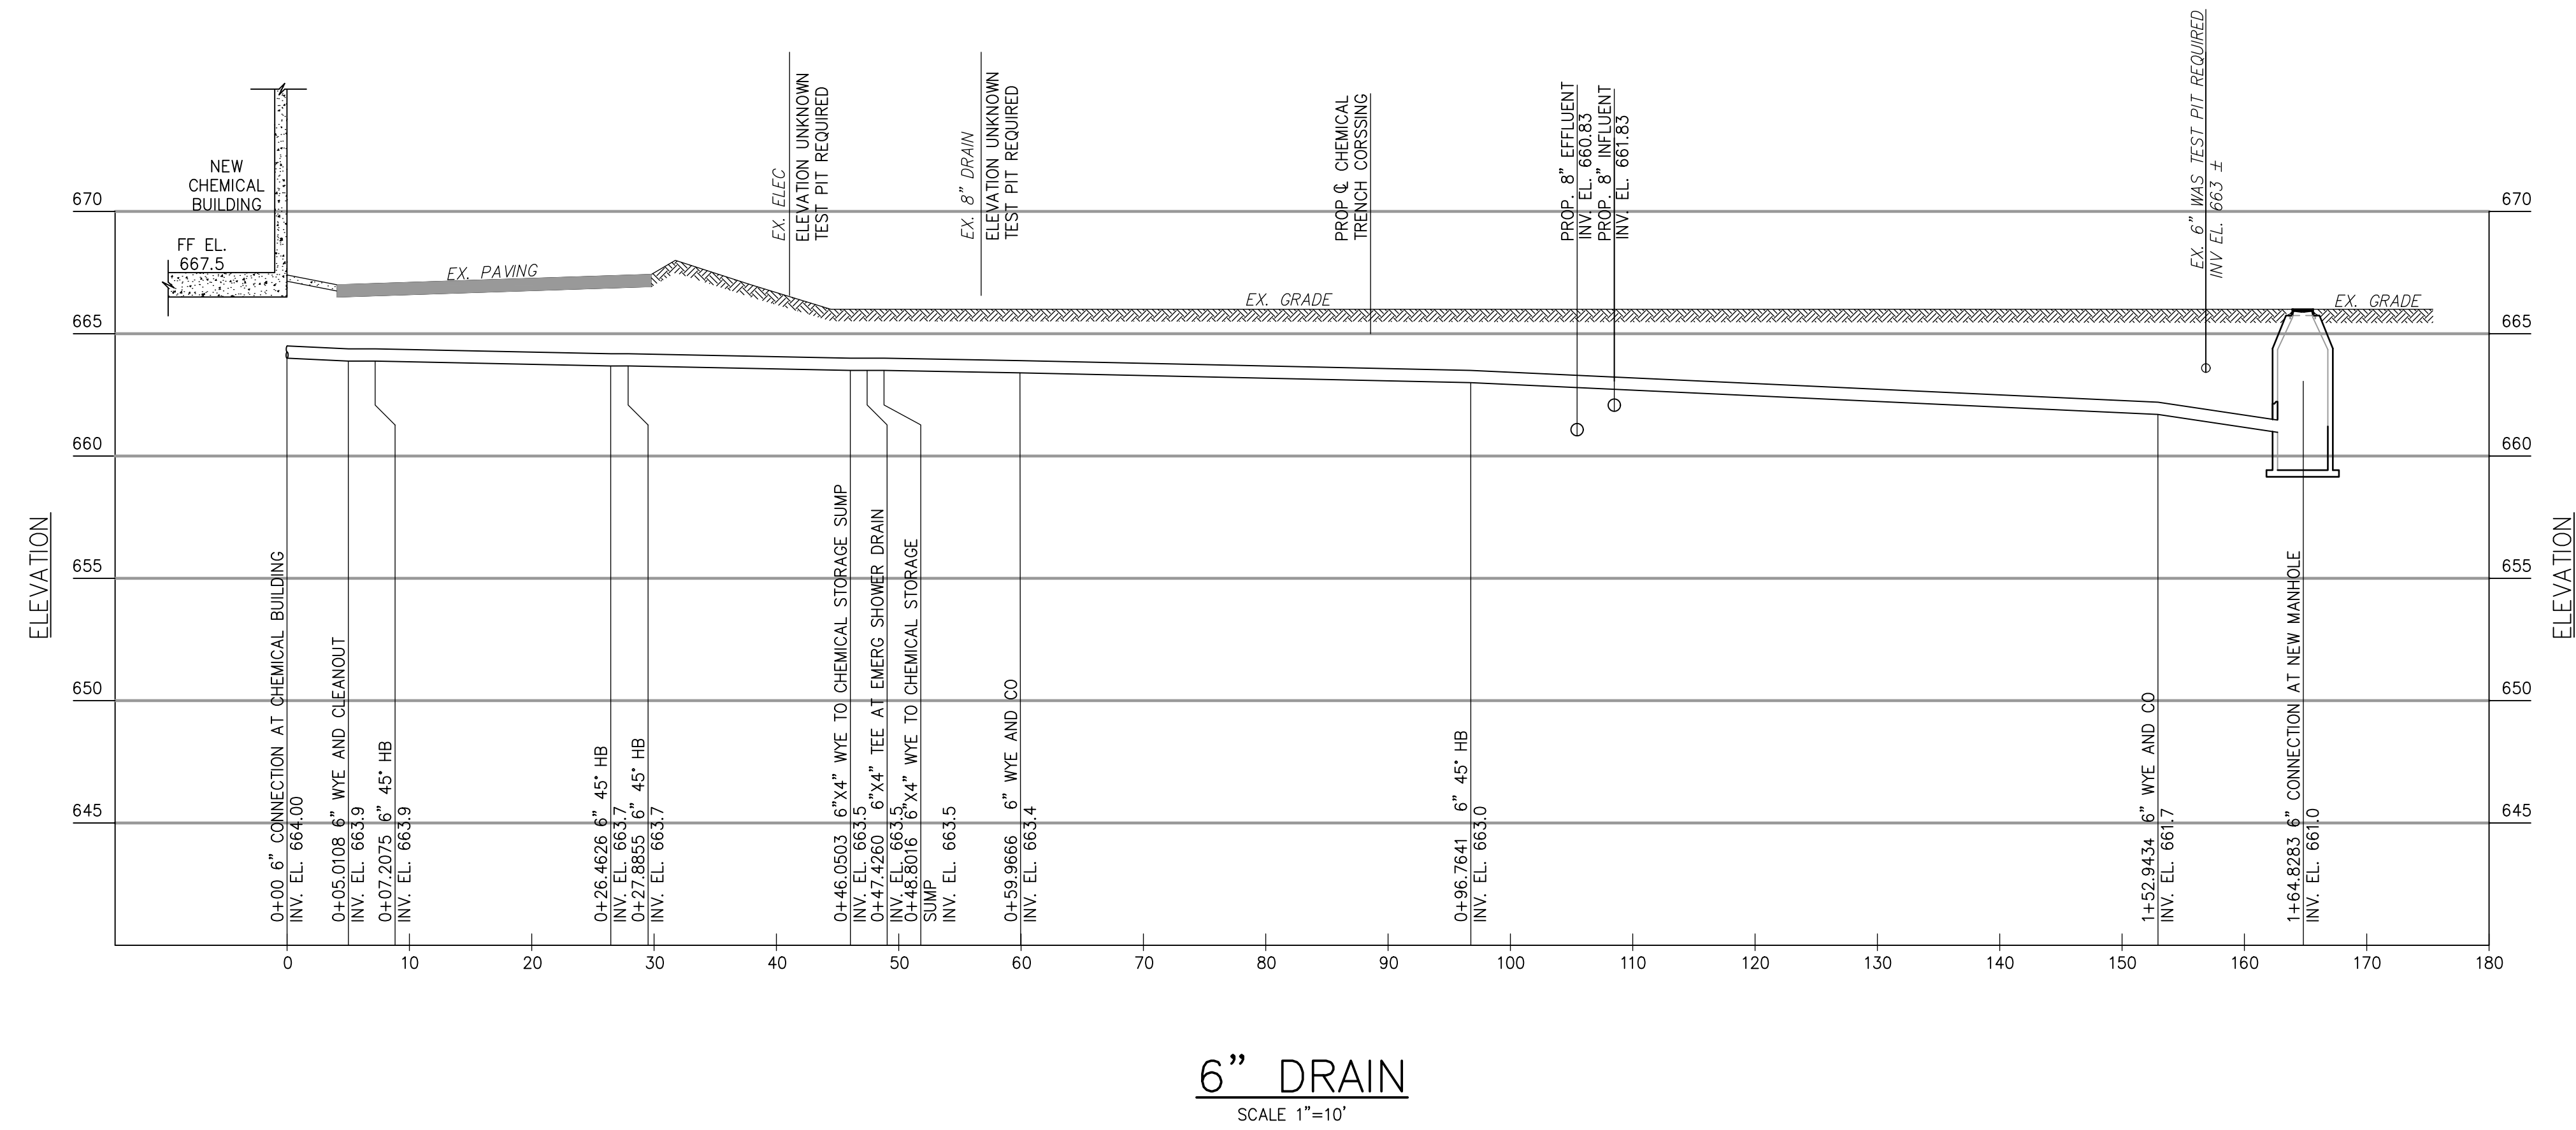 NEW
CHEMICAL
BUILDING
FF EL.
667.5
EX. PAVING
EX. ELEC
ELEVATION UNKNOWN
TEST PIT REQUIRED
EX. 8” DRAIN
ELEVATION UNKNOWN
TEST PIT REQUIRED
PROP ℄ CHEMICAL
TRENCH CORSSING
PROP. 8” EFFLUENT
INV. EL. 660.83
PROP. 8” INFLUENT
INV. EL. 661.83
EX. 6” WAS TEST PIT REQUIRED
INV EL. 663 ±
EX. GRADE
EX. GRADE
670
665
660
655
650
645
ELEVATION
670
665
660
655
650
645
ELEVATION
0+00 6” CONNECTION AT CHEMICAL BUILDING
INV. EL. 664.00
0+05.0108 6” WYE AND CLEANOUT
INV. EL. 663.9
0+07.2075 6” 45° HB
INV. EL. 663.9
0+26.4626 6” 45° HB
INV. EL. 663.7
0+27.8855 6” 45° HB
INV. EL. 663.7
0+46.0503 6”X4” WYE TO CHEMICAL STORAGE SUMP
INV. EL. 663.5
0+47.4260 6”X4” TEE AT EMERG SHOWER DRAIN
INV. EL. 663.5
0+48.8016 6”X4” WYE TO CHEMICAL STORAGE
SUMP
INV. EL. 663.5
0+59.9666 6” WYE AND CO
INV. EL. 663.4
0+96.7641 6” 45° HB
INV. EL. 663.0
1+52.9434 6” WYE AND CO
INV. EL. 661.7
1+64.8283 6” CONNECTION AT NEW MANHOLE
INV. EL. 661.0
0 10 20 30 40 50 60 70 80 90 100 110 120 130 140 150 160 170 180
6” DRAIN
SCALE 1”=10’